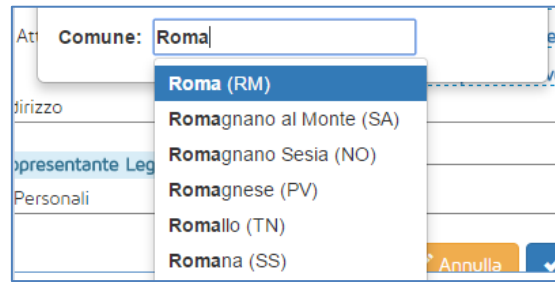 Att Comune: Roma
Roma (RM)
dirizzo
Romagnano al Monte (SA)
Romagnano Sesia (NO)
ppresentante Leg
Romagnese (PV)
Personali
Romallo (TN)
Romana (SS)
Annulla